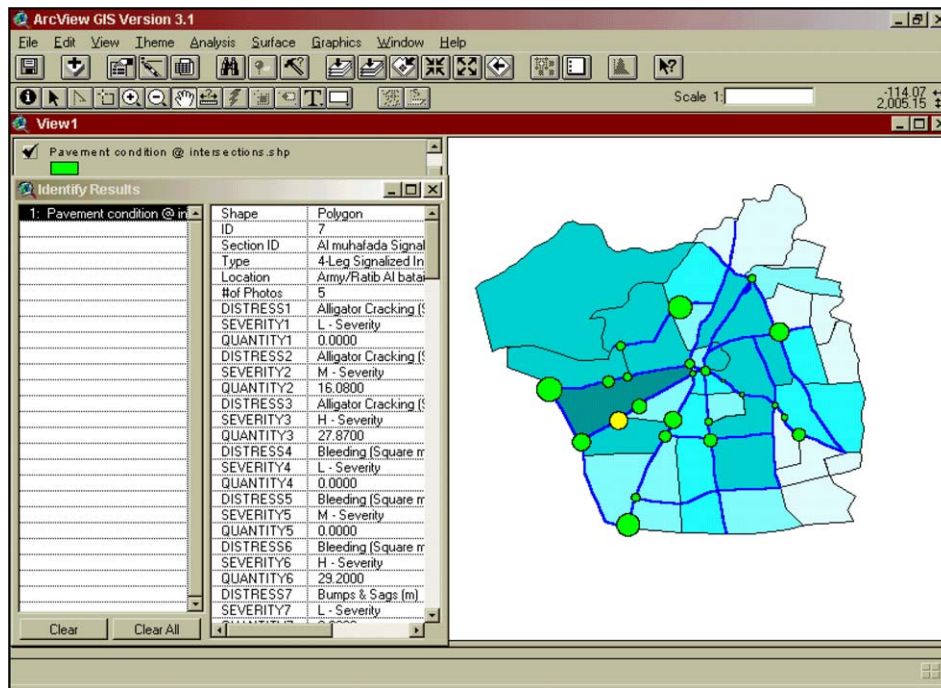 ArcView GIS Version 3.1
File Edit View Theme Analysis Surface Graphics Window Help
Scale 1: -114.07
2,005.15
View1
Pavement condition @ intersections.shp
Identify Results
1: Pavement condition @ in
Shape Polygon
ID 7
Section ID Al muhafada Signal
Type 4-Leg Signalized In
Location Army/Ratib Al batai
#of Photos 5
DISTRESS1 Alligator Cracking (S
SEVERITY1 L - Severity
QUANTITY1 0.0000
DISTRESS2 Alligator Cracking (S
SEVERITY2 M - Severity
QUANTITY2 16.0800
DISTRESS3 Alligator Cracking (S
SEVERITY3 H - Severity
QUANTITY3 27.8700
DISTRESS4 Bleeding (Square m
SEVERITY4 L - Severity
QUANTITY4 0.0000
DISTRESS5 Bleeding (Square m
SEVERITY5 M - Severity
QUANTITY5 0.0000
DISTRESS6 Bleeding (Square m
SEVERITY6 H - Severity
QUANTITY6 29.2000
DISTRESS7 Bumps & Sags (m)
SEVERITY7 L - Severity
Clear Clear All